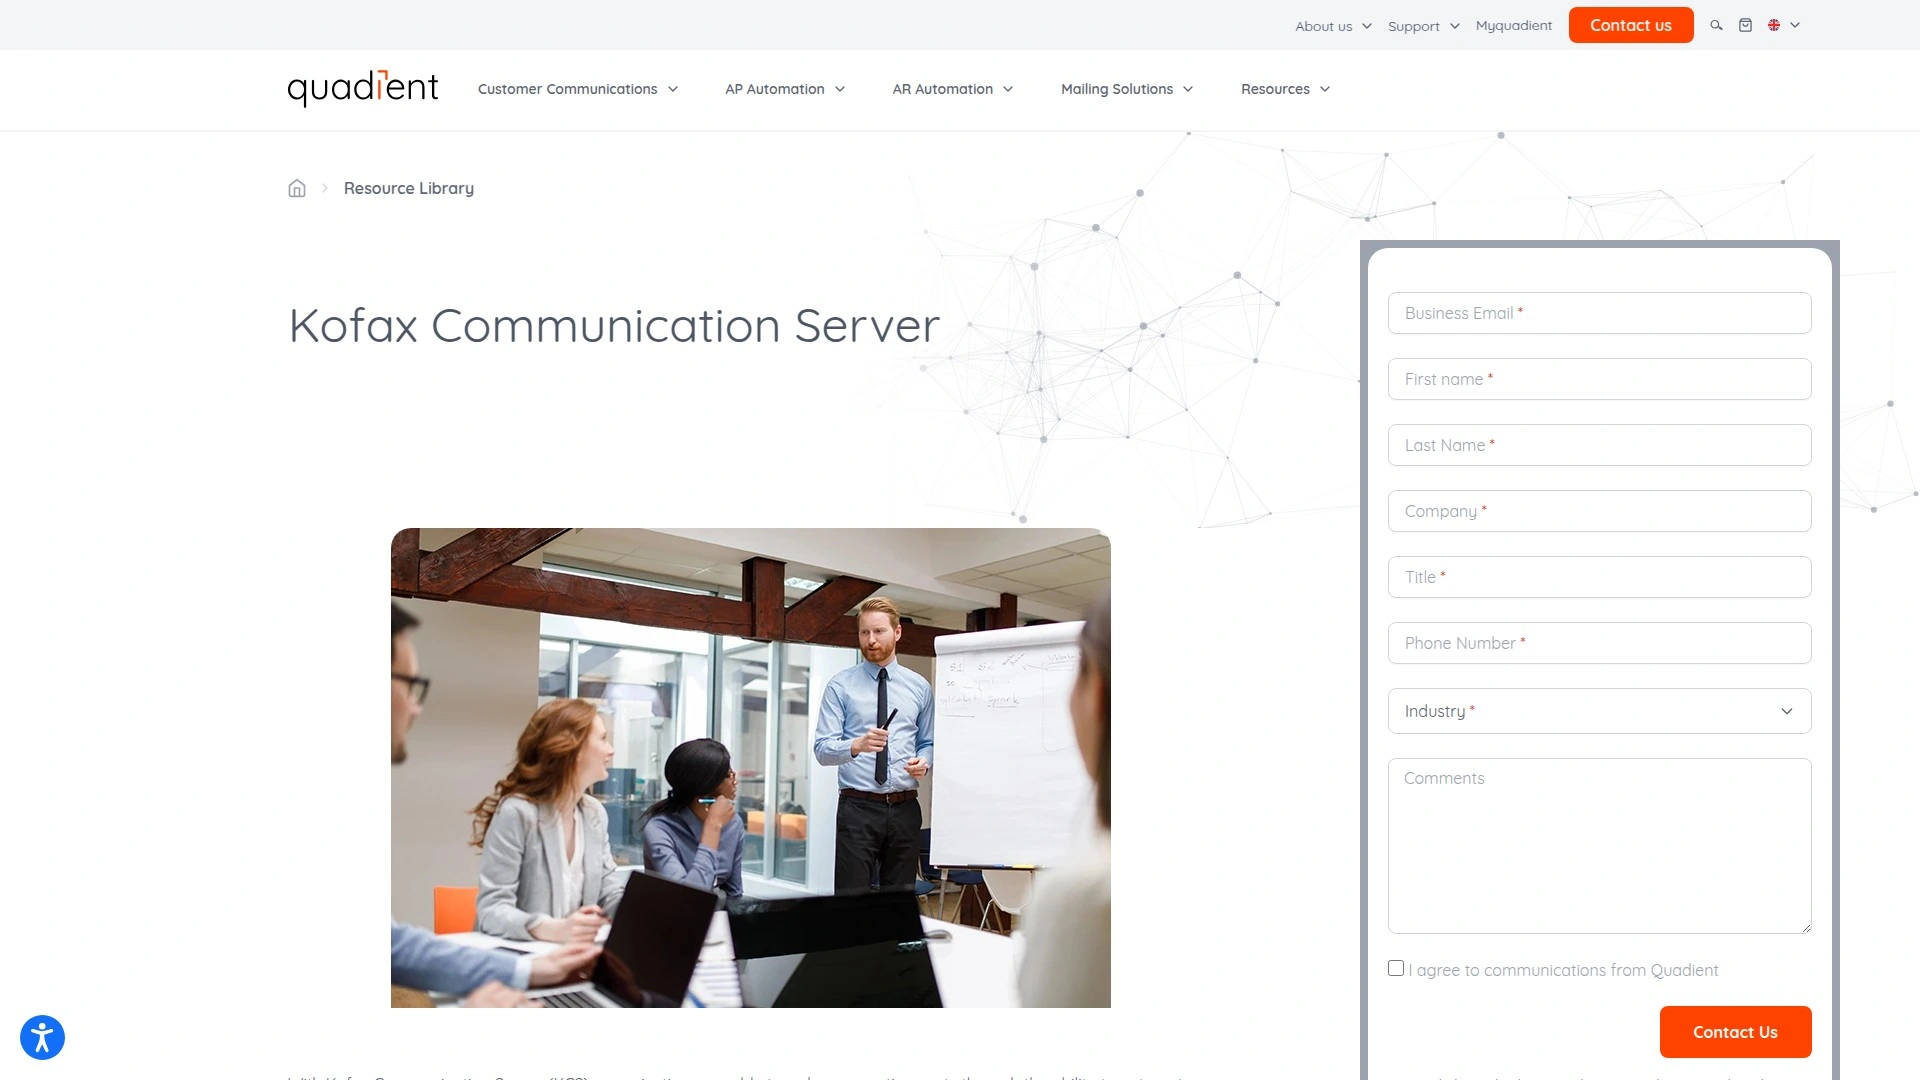 About us
Support
Myquadient
Contact us
quadient
Customer Communications
AP Automation
AR Automation
Mailing Solutions
Resources
Resource Library
Kofax Communication Server
Business Email *
First name *
Last Name *
Company *
Title *
Phone Number *
Industry *
Comments
I agree to communications from Quadient
Contact Us